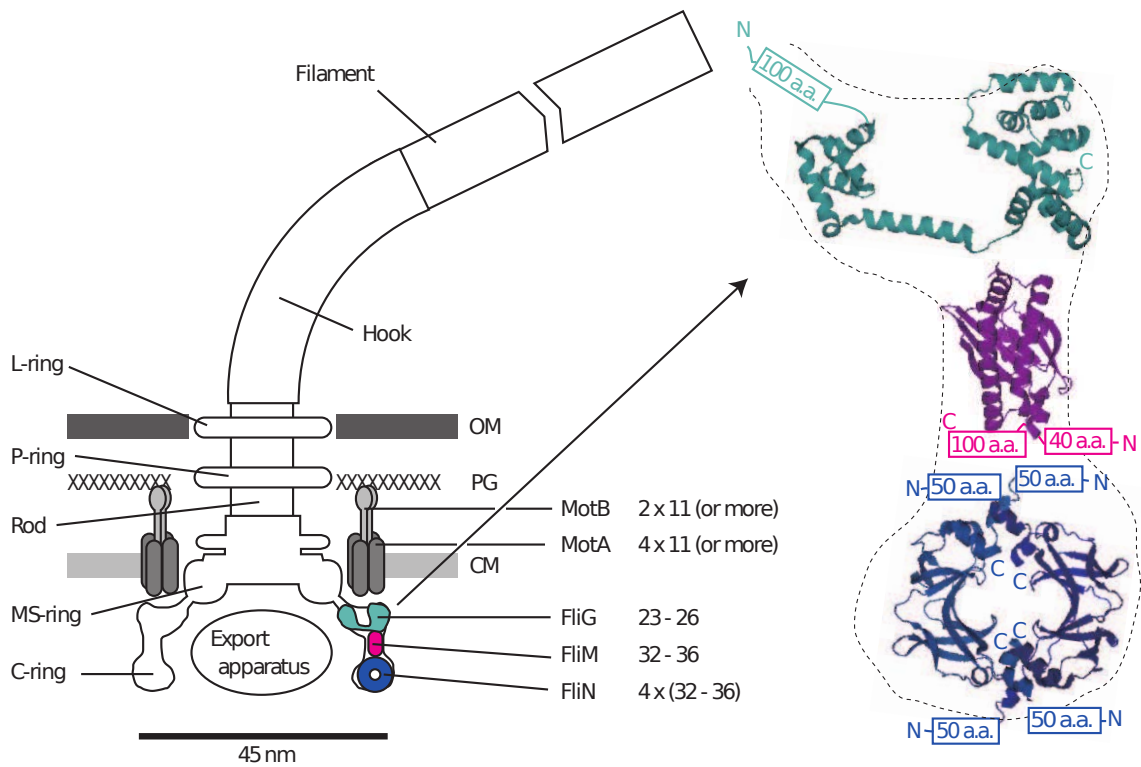 Filament
Hook
L-ring
OM
P-ring
XXXXXXXXXX
XXXXXXXXXX
PG
Rod
MotB 2 x 11 (or more)
MotA 4 x 11 (or more)
CM
MS-ring
FliG 23 - 26
Export
apparatus
FliM 32 - 36
C-ring
FliN 4 x (32 - 36)
45 nm
N
100 a.a.
C
C
100 a.a.
40 a.a.
N
N
50 a.a.
50 a.a.
N
C
C
C
C
N
50 a.a.
50 a.a.
N